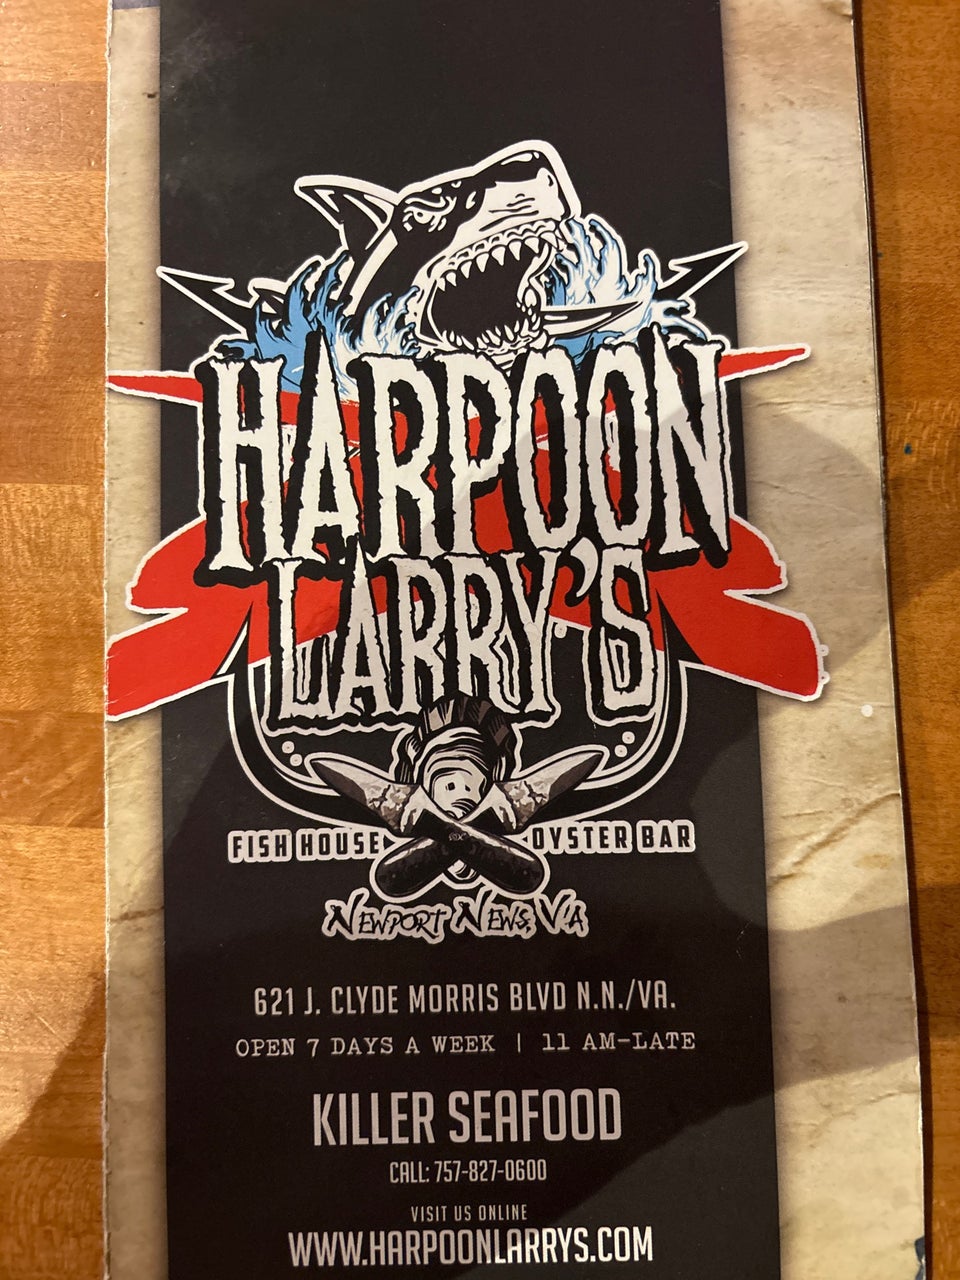 HARPOON
LARRY'S
FISH HOUSE OYSTER BAR
NEWPORT NEWS, VA
621 J. CLYDE MORRIS BLVD N.N./VA.
OPEN 7 DAYS A WEEK | 11 AM-LATE
KILLER SEAFOOD
CALL: 757-827-0600
VISIT US ONLINE
WWW.HARPOONLARRYS.COM